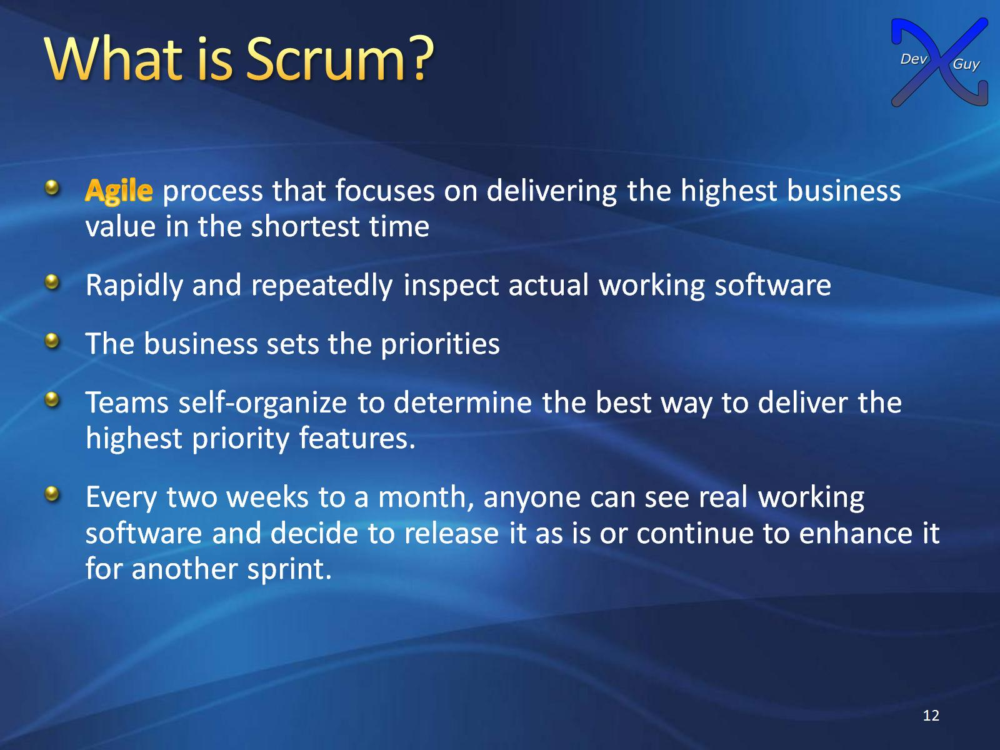 What is Scrum?
Dev Guy
Agile process that focuses on delivering the highest business
value in the shortest time
Rapidly and repeatedly inspect actual working software
The business sets the priorities
Teams self-organize to determine the best way to deliver the
highest priority features.
Every two weeks to a month, anyone can see real working
software and decide to release it as is or continue to enhance it
for another sprint.
12